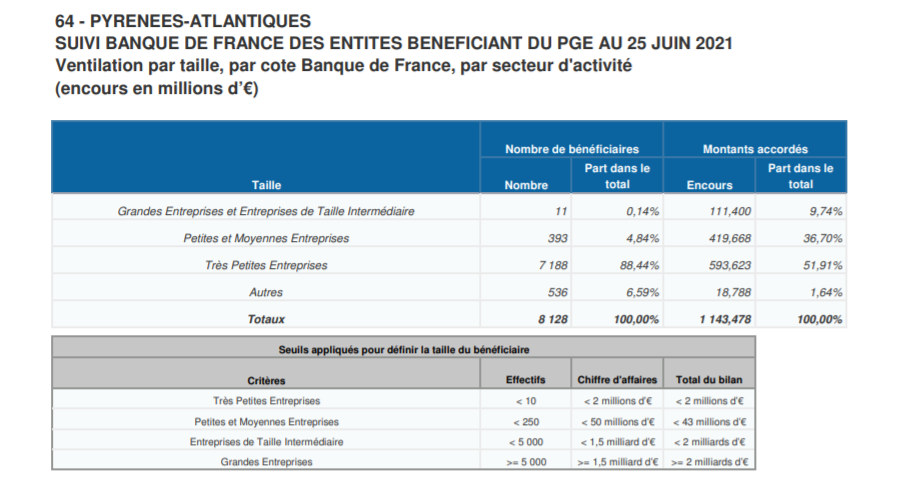 64 - PYRENEES-ATLANTIQUES
SUIVI BANQUE DE FRANCE DES ENTITES BENEFICIANT DU PGE AU 25 JUIN 2021
Ventilation par taille, par cote Banque de France, par secteur d'activité
(encours en millions d'€)
Nombre de bénéficiaires Montants accordés
Taille Nombre Part dans le total Encours Part dans le total
Grandes Entreprises et Entreprises de Taille Intermédiaire 11 0,14% 111,400 9,74%
Petites et Moyennes Entreprises 393 4,84% 419,668 36,70%
Très Petites Entreprises 7 188 88,44% 593,623 51,91%
Autres 536 6,59% 18,788 1,64%
Totaux 8 128 100,00% 1 143,478 100,00%
Seuils appliqués pour définir la taille du bénéficiaire
Critères Effectifs Chiffre d'affaires Total du bilan
Très Petites Entreprises < 10 < 2 millions d'€ < 2 millions d'€
Petites et Moyennes Entreprises < 250 < 50 millions d'€ < 43 millions d'€
Entreprises de Taille Intermédiaire < 5 000 < 1,5 milliard d'€ < 2 milliards d'€
Grandes Entreprises >= 5 000 >= 1,5 milliard d'€ >= 2 milliards d'€